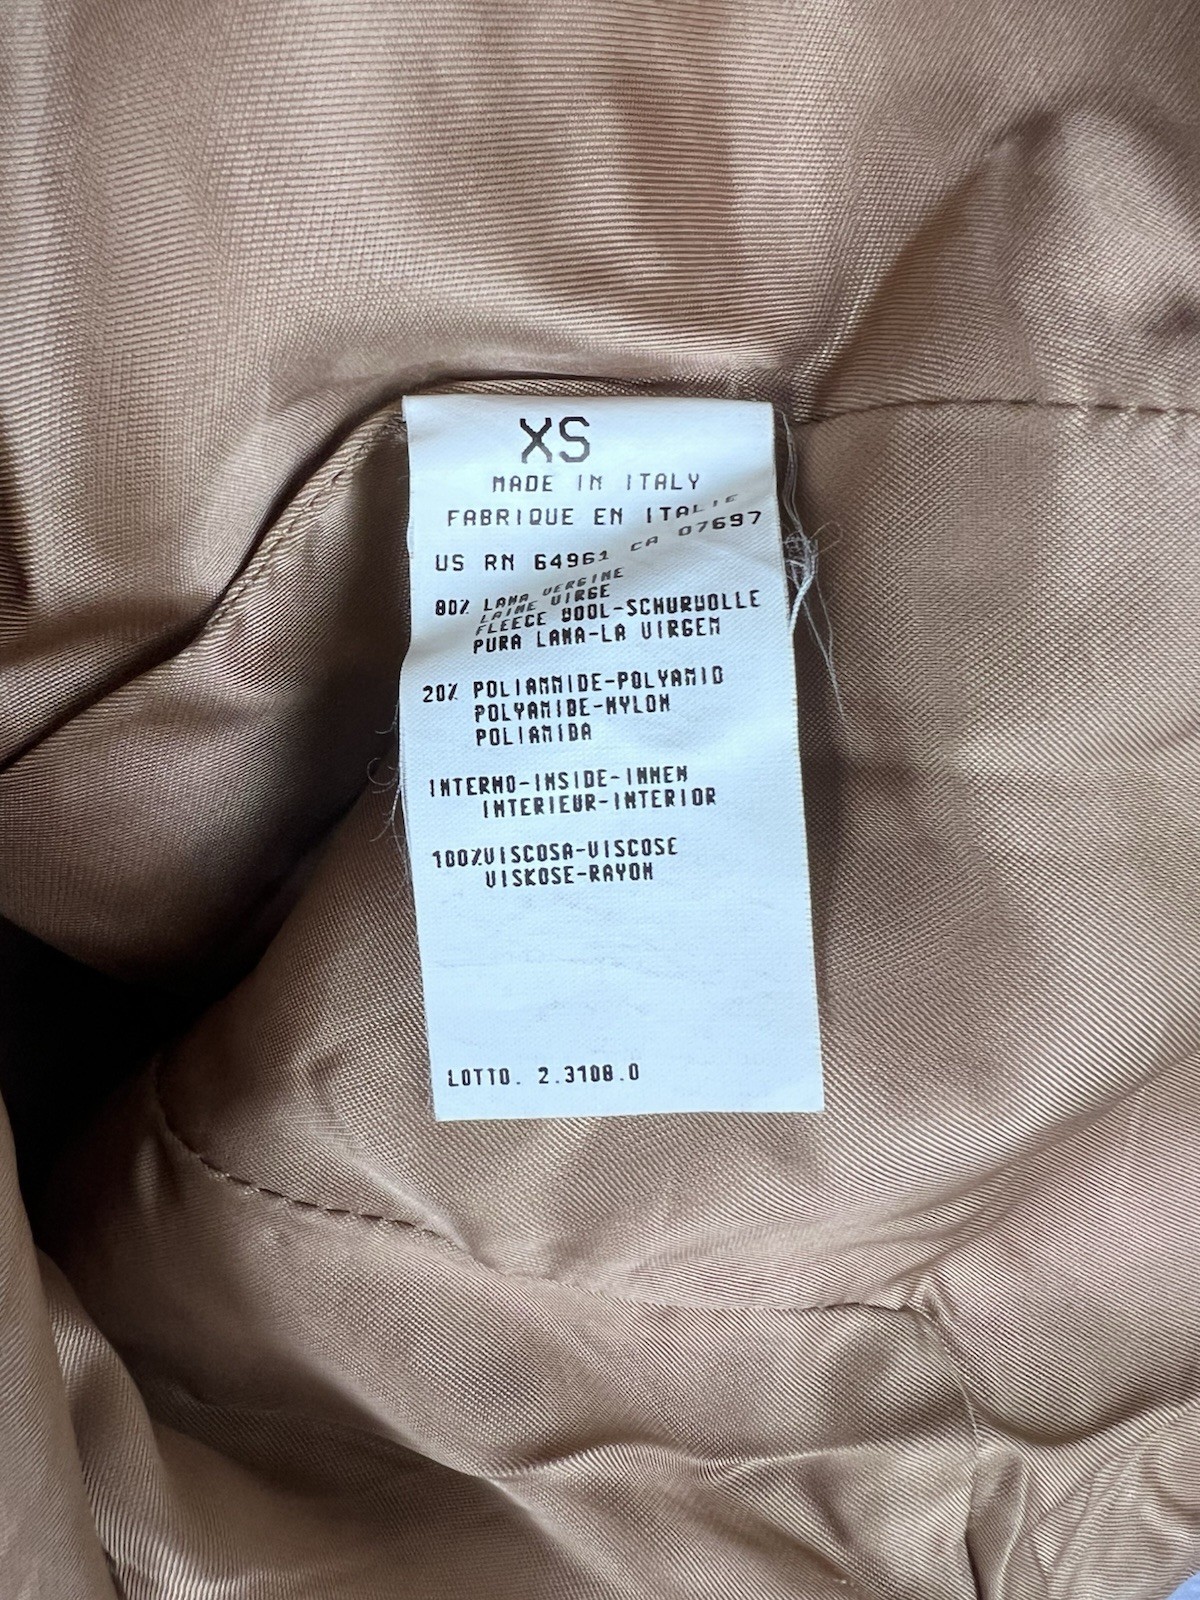 XS
MADE IN ITALY
FABRIQUE EN ITALIE
US RN 64961 CA 07697
80% LANA VERGINE
LAINE VIRGE
FLEECE WOOL-SCHURWOLLE
PURA LANA-LA VIRGEN
20% POLIAMMIDE-POLYAMID
POLYAMIDE-NYLON
POLIAMIDA
INTERNO-INSIDE-INNEN
INTERIEUR-INTERIOR
100%VISCOSA-VISCOSE
VISKOSE-RAYON
LOTTO. 2.3108.0